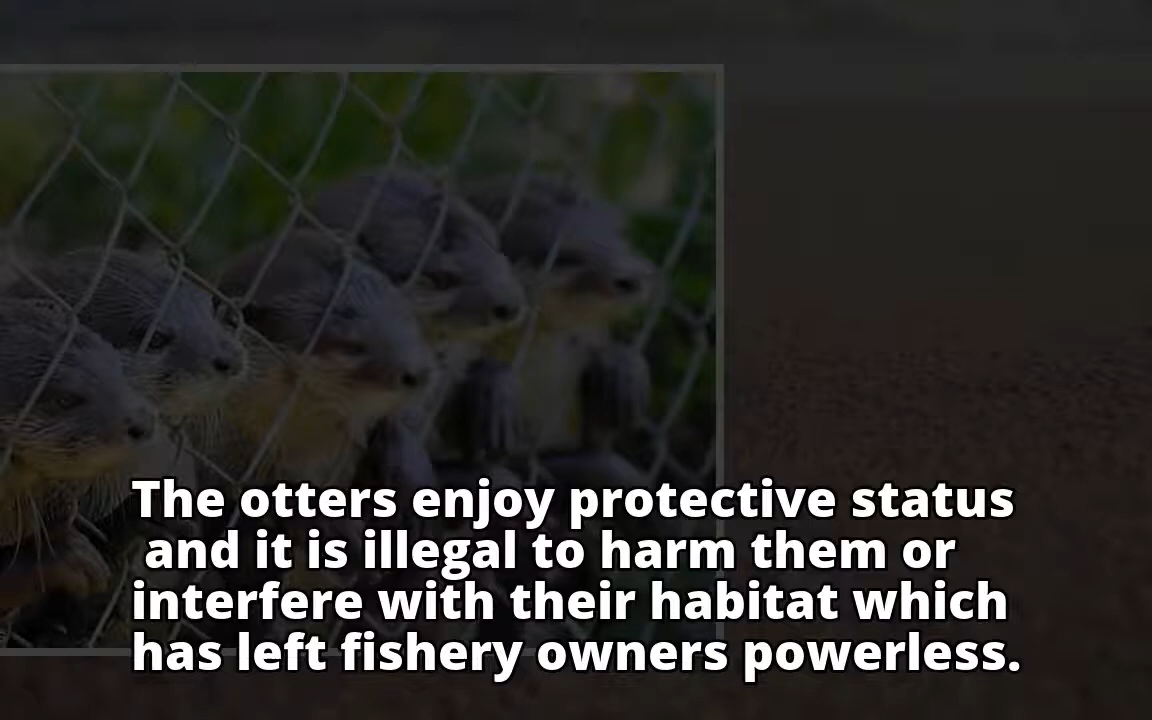 The otters enjoy protective status
and it is illegal to harm them or
interfere with their habitat which
has left fishery owners powerless.